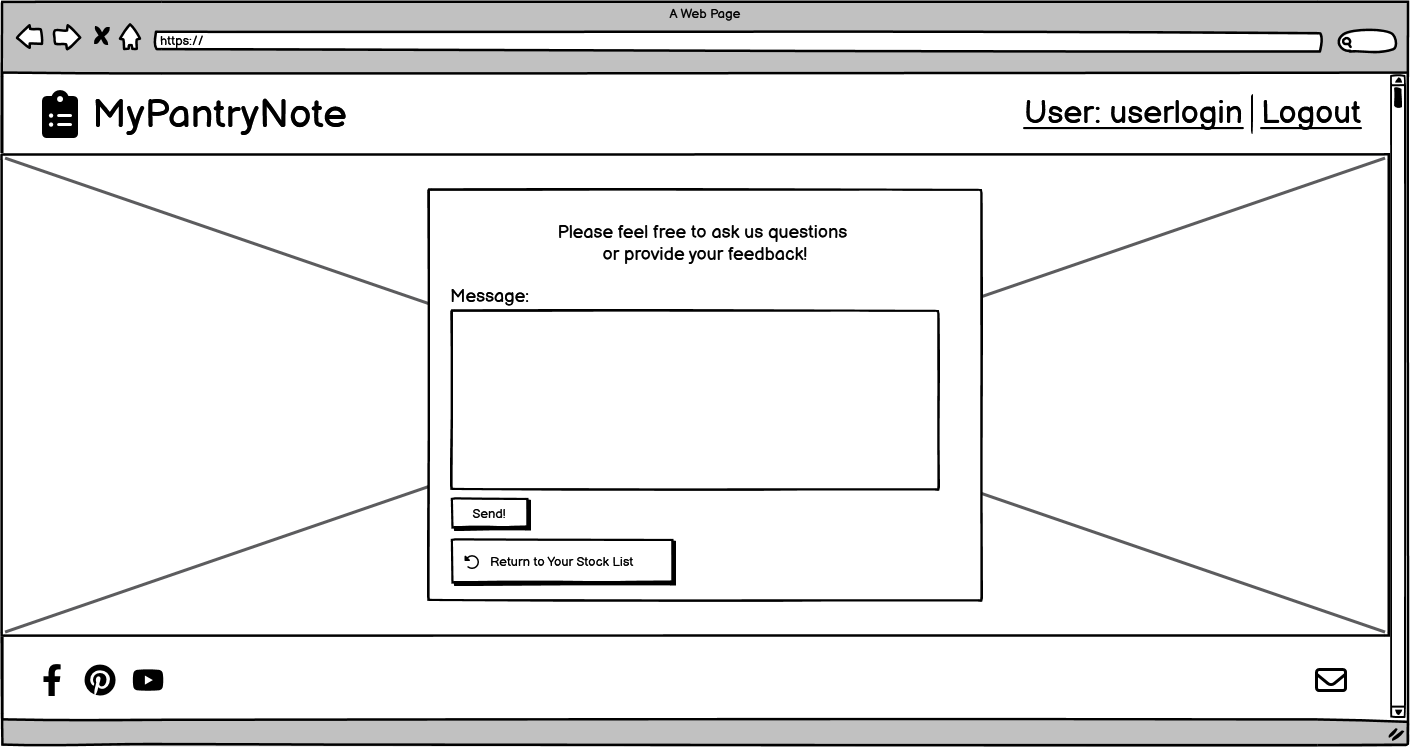 A Web Page
https://
MyPantryNote
User: userlogin
Logout
Please feel free to ask us questions
or provide your feedback!
Message:
Send!
Return to Your Stock List